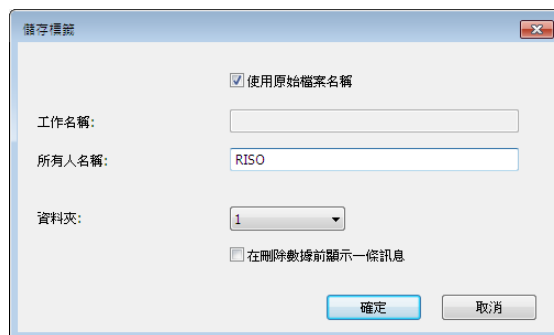 儲存標籤
使用原始檔案名稱
工作名稱:
所有人名稱:
RISO
資料夾:
1
在刪除數據前顯示一條訊息
確定
取消